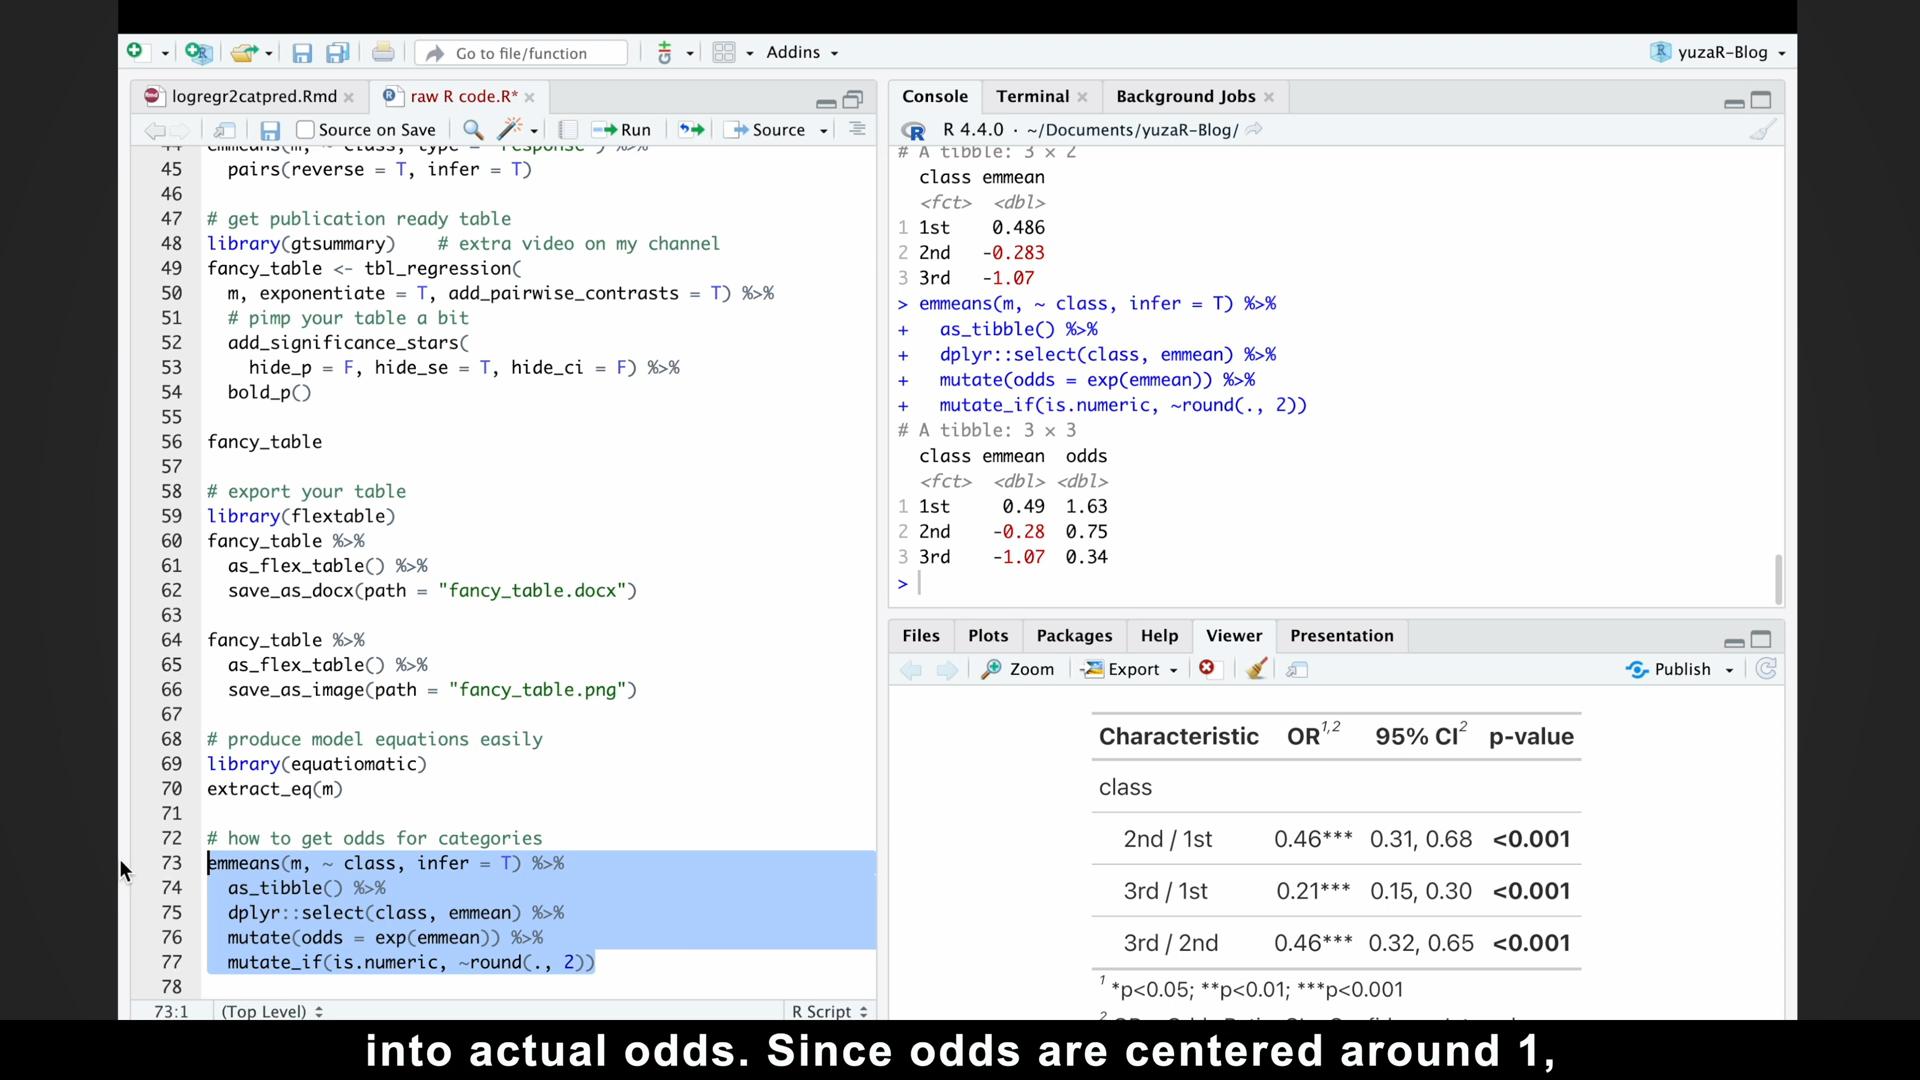 Go to file/function
Addins
yuzaR-Blog
logregr2catpred.Rmd
raw R code.R*
Source on Save
Run
Source
45 pairs(reverse = T, infer = T)
46
47 # get publication ready table
48 library(gtsummary) # extra video on my channel
49 fancy_table <- tbl_regression(
50 m, exponentiate = T, add_pairwise_contrasts = T) %>%
51 # pimp your table a bit
52 add_significance_stars(
53 hide_p = F, hide_se = T, hide_ci = F) %>%
54 bold_p()
55
56 fancy_table
57
58 # export your table
59 library(flextable)
60 fancy_table %>%
61 as_flex_table() %>%
62 save_as_docx(path = "fancy_table.docx")
63
64 fancy_table %>%
65 as_flex_table() %>%
66 save_as_image(path = "fancy_table.png")
67
68 # produce model equations easily
69 library(equatiomatic)
70 extract_eq(m)
71
72 # how to get odds for categories
73 emmeans(m, ~ class, infer = T) %>%
74 as_tibble() %>%
75 dplyr::select(class, emmean) %>%
76 mutate(odds = exp(emmean)) %>%
77 mutate_if(is.numeric, ~round(., 2))
78
73:1 (Top Level) R Script
Console Terminal Background Jobs
R 4.4.0 · ~/Documents/yuzaR-Blog/
# A tibble: 3 × 2
class emmean
<fct> <dbl>
1 1st 0.486
2 2nd -0.283
3 3rd -1.07
> emmeans(m, ~ class, infer = T) %>%
+ as_tibble() %>%
+ dplyr::select(class, emmean) %>%
+ mutate(odds = exp(emmean)) %>%
+ mutate_if(is.numeric, ~round(., 2))
# A tibble: 3 × 3
class emmean odds
<fct> <dbl> <dbl>
1 1st 0.49 1.63
2 2nd -0.28 0.75
3 3rd -1.07 0.34
>
Files Plots Packages Help Viewer Presentation
Zoom Export Publish
Characteristic OR1,2 95% CI2 p-value
class
2nd / 1st 0.46*** 0.31, 0.68 <0.001
3rd / 1st 0.21*** 0.15, 0.30 <0.001
3rd / 2nd 0.46*** 0.32, 0.65 <0.001
1 *p<0.05; **p<0.01; ***p<0.001
into actual odds. Since odds are centered around 1,